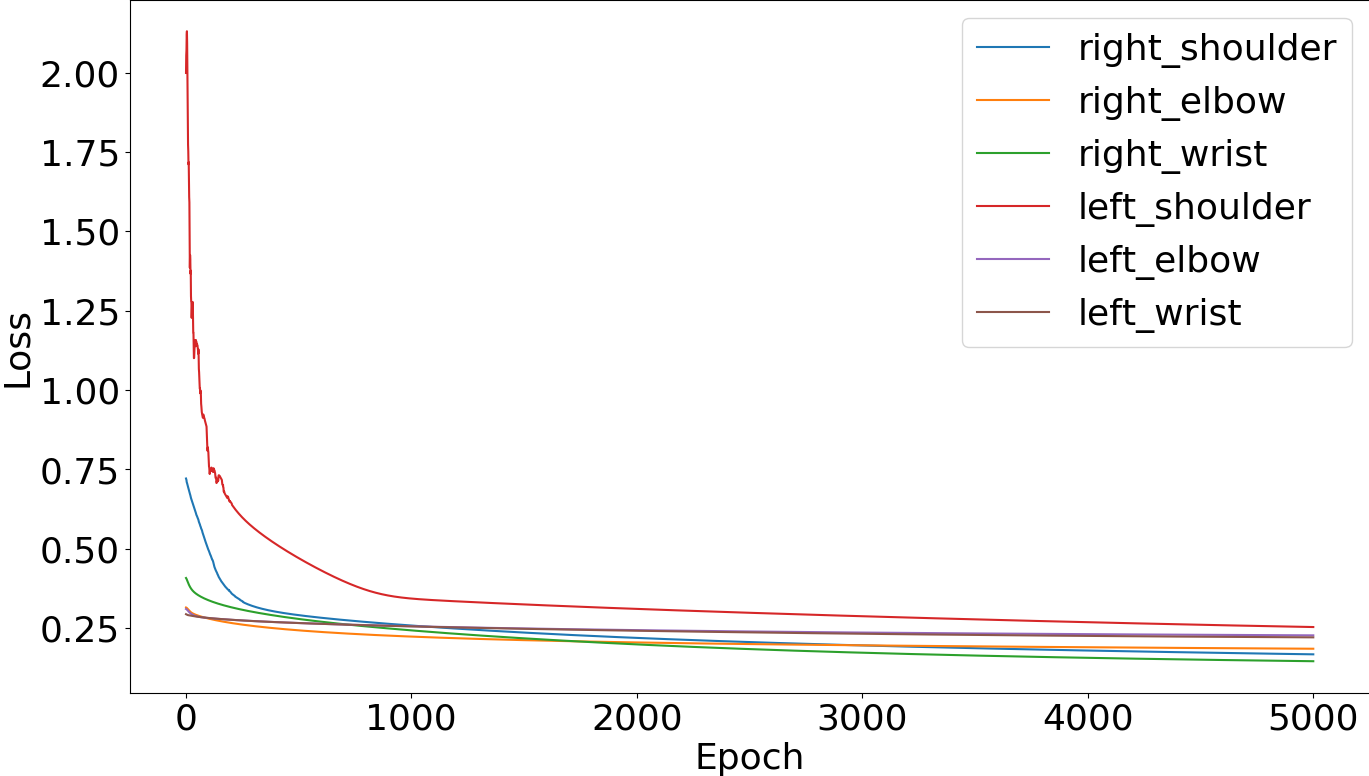 2.00
1.75
1.50
1.25
1.00
0.75
0.50
0.25
Loss
0 1000 2000 3000 4000 5000
Epoch
right_shoulder
right_elbow
right_wrist
left_shoulder
left_elbow
left_wrist